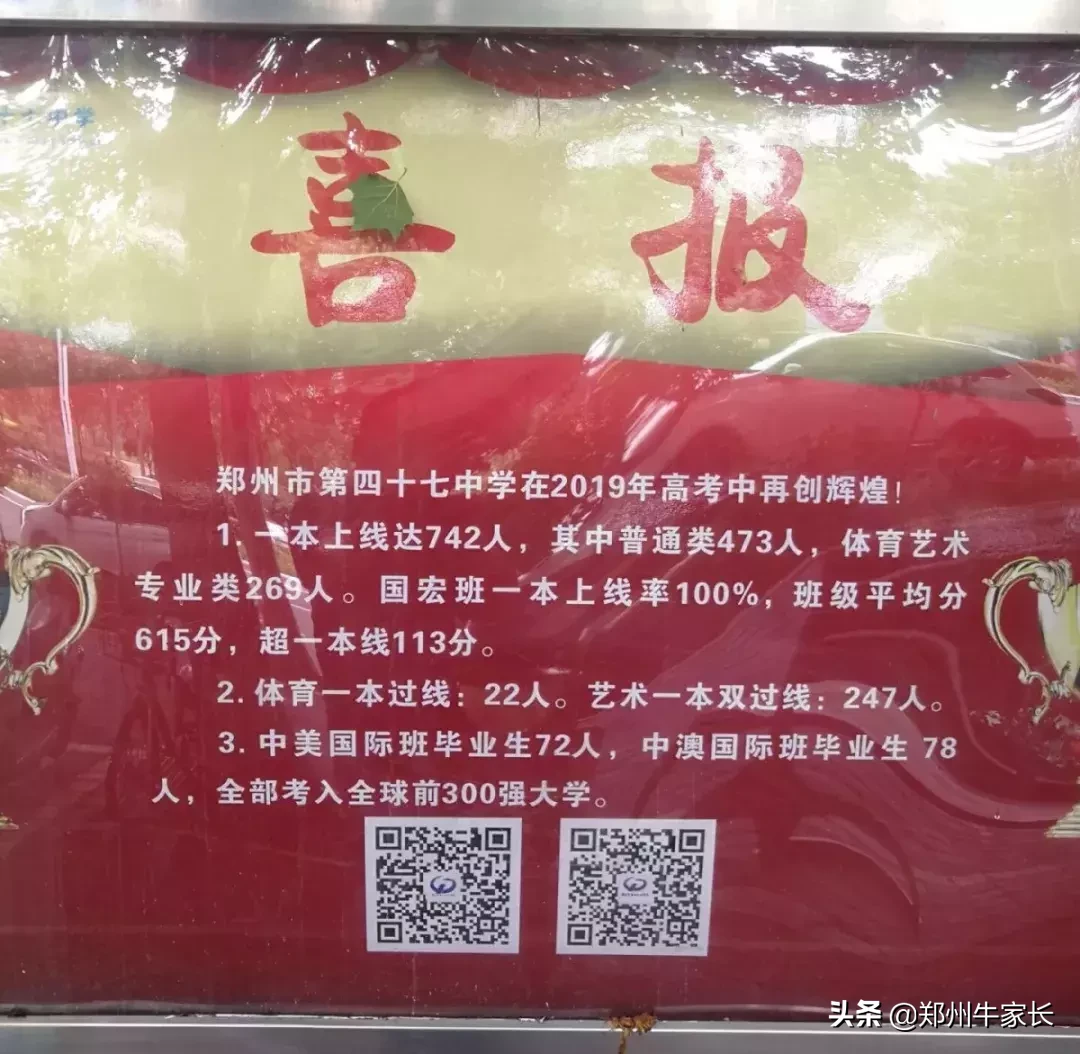 十七中学
喜报
郑州市第四十七中学在2019年高考中再创辉煌！
1. 一本上线达742人，其中普通类473人，体育艺术
专业类269人。国宏班一本上线率100%，班级平均分
615分，超一本线113分。
2. 体育一本过线：22人。艺术一本双过线：247人。
3. 中美国际班毕业生72人，中澳国际班毕业生 78
人，全部考入全球前300强大学。
头条 @郑州牛家长